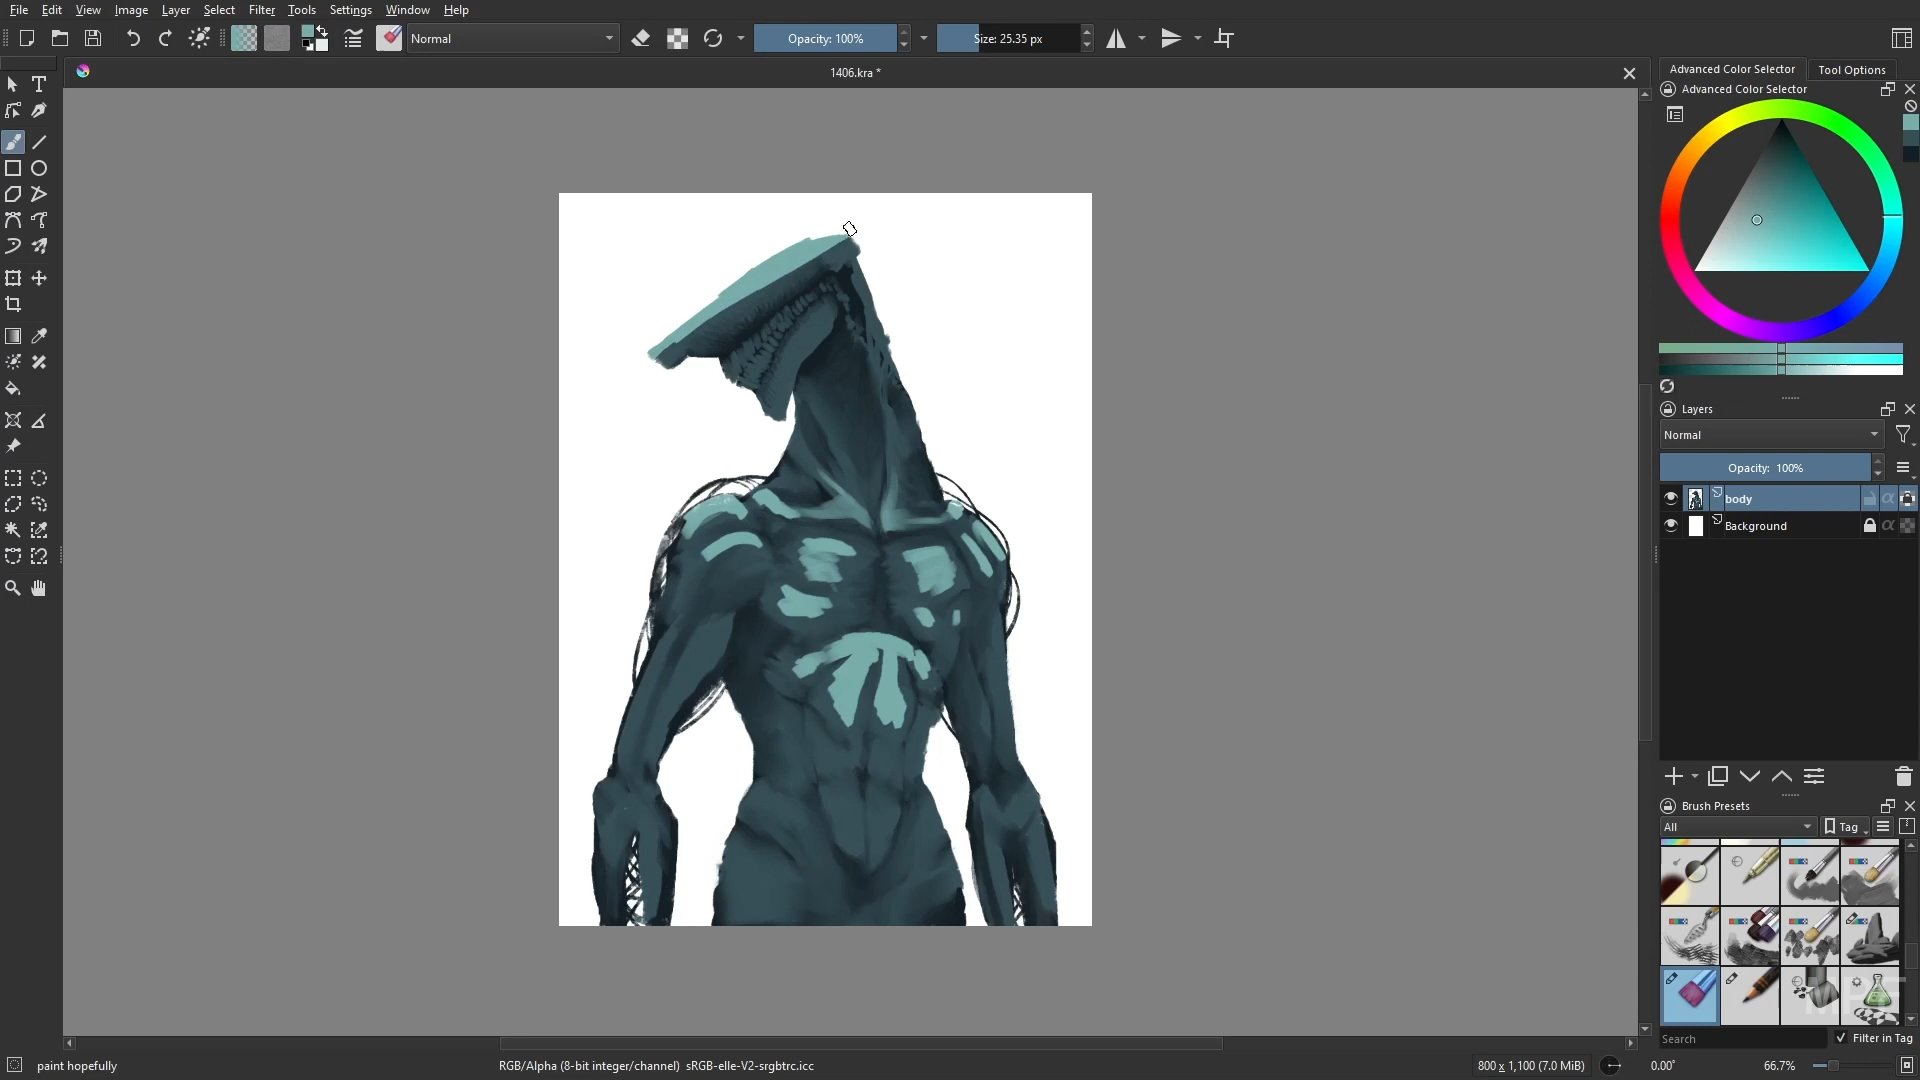 File Edit View Image Layer Select Filter Tools Settings Window Help
Normal
Opacity: 100%
Size: 25.35 px
1406.kra *
Advanced Color Selector
Tool Options
Advanced Color Selector
Layers
Normal
Opacity: 100%
body
Background
Brush Presets
All
Tag
Search
Filter in Tag
paint hopefully
RGB/Alpha (8-bit integer/channel) sRGB-elle-V2-srgbtrc.icc
800 x 1,100 (7.0 MiB)
0.00°
66.7%